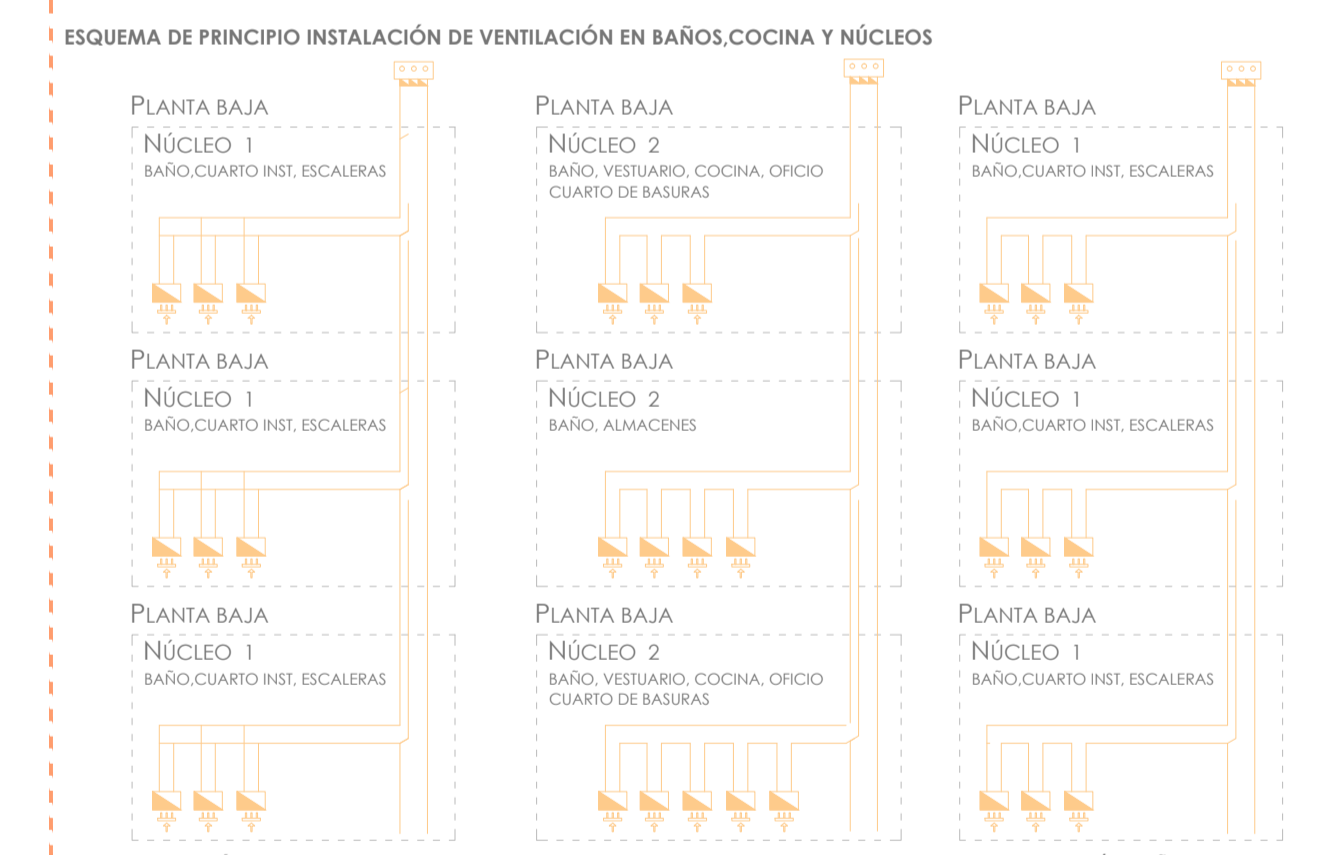 ESQUEMA DE PRINCIPIO INSTALACIÓN DE VENTILACIÓN EN BAÑOS,COCINA Y NÚCLEOS
PLANTA BAJA
NÚCLEO 1
BAÑO,CUARTO INST, ESCALERAS
PLANTA BAJA
NÚCLEO 2
BAÑO, VESTUARIO, COCINA, OFICIO
CUARTO DE BASURAS
PLANTA BAJA
NÚCLEO 1
BAÑO,CUARTO INST, ESCALERAS
PLANTA BAJA
NÚCLEO 1
BAÑO,CUARTO INST, ESCALERAS
PLANTA BAJA
NÚCLEO 2
BAÑO, ALMACENES
PLANTA BAJA
NÚCLEO 1
BAÑO,CUARTO INST, ESCALERAS
PLANTA BAJA
NÚCLEO 1
BAÑO,CUARTO INST, ESCALERAS
PLANTA BAJA
NÚCLEO 2
BAÑO, VESTUARIO, COCINA, OFICIO
CUARTO DE BASURAS
PLANTA BAJA
NÚCLEO 1
BAÑO,CUARTO INST, ESCALERAS